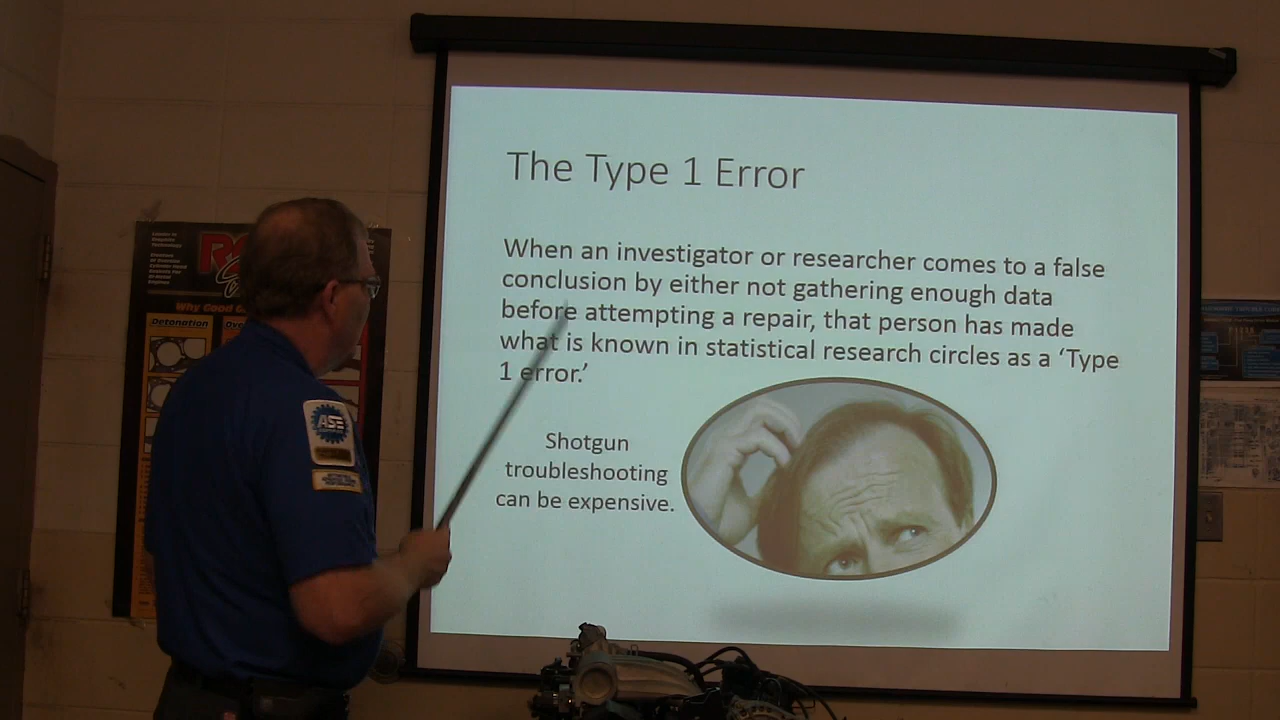 The Type 1 Error
When an investigator or researcher comes to a false
conclusion by either not gathering enough data
before attempting a repair, that person has made
what is known in statistical research circles as a ‘Type
1 error.’
Shotgun
troubleshooting
can be expensive.
Why Good
Detonation
ASE